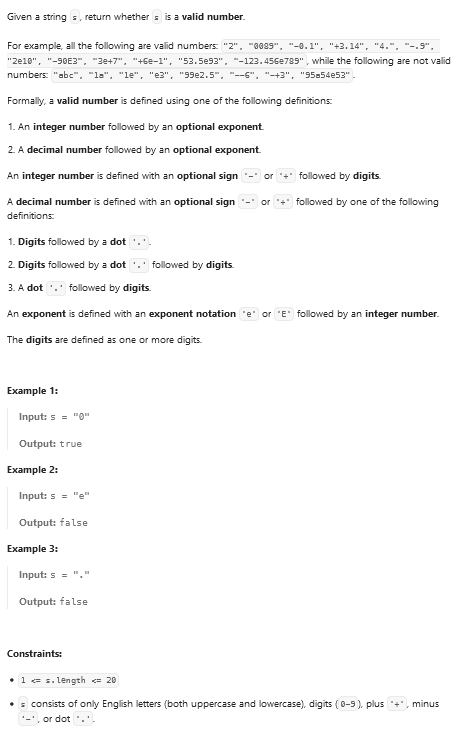 Given a string s, return whether s is a valid number.
For example, all the following are valid numbers: "2", "0089", "-0.1", "+3.14", "4.", "-.9",
"2e10", "-90E3", "3e+7", "+6e-1", "53.5e93", "-123.456e789", while the following are not valid
numbers: "abc", "1a", "1e", "e3", "99e2.5", "--6", "-+3", "95a54e53".
Formally, a valid number is defined using one of the following definitions:
1. An integer number followed by an optional exponent.
2. A decimal number followed by an optional exponent.
An integer number is defined with an optional sign '-' or '+' followed by digits.
A decimal number is defined with an optional sign '-' or '+' followed by one of the following
definitions:
1. Digits followed by a dot '.'.
2. Digits followed by a dot '.' followed by digits.
3. A dot '.' followed by digits.
An exponent is defined with an exponent notation 'e' or 'E' followed by an integer number.
The digits are defined as one or more digits.
Example 1:
Input: s = "0"
Output: true
Example 2:
Input: s = "e"
Output: false
Example 3:
Input: s = "."
Output: false
Constraints:
• 1 <= s.length <= 20
• s consists of only English letters (both uppercase and lowercase), digits (0-9), plus '+', minus
'-', or dot '.'.